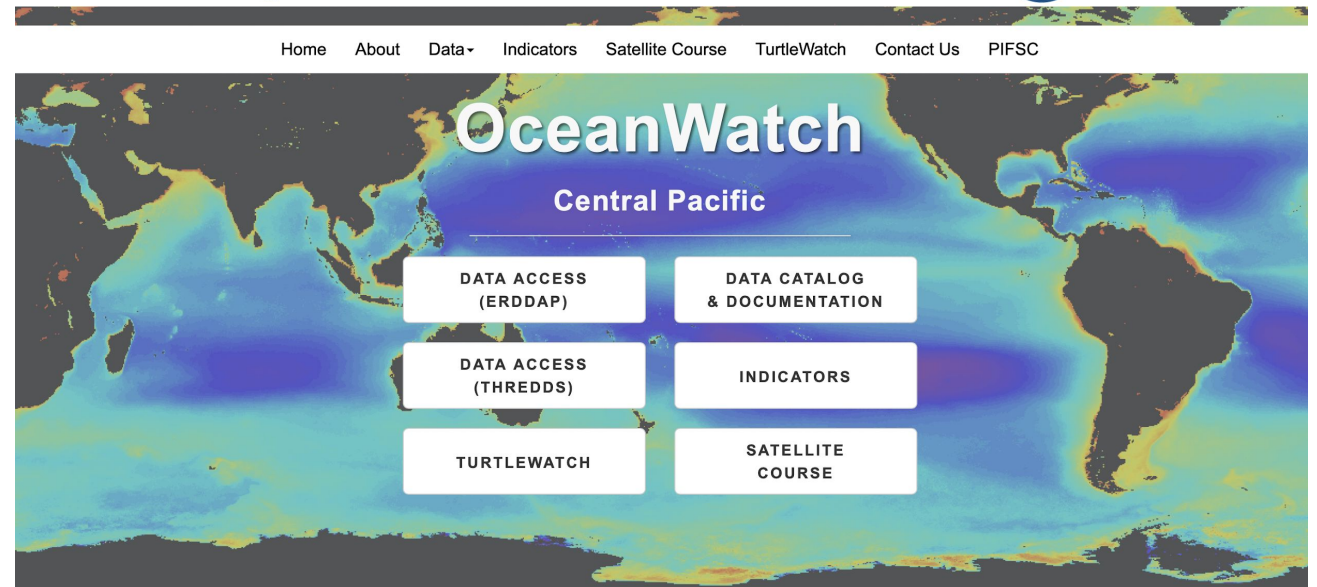 Home About Data Indicators Satellite Course TurtleWatch Contact Us PIFSC
OceanWatch
Central Pacific
DATA ACCESS
(ERDDAP)
DATA CATALOG
& DOCUMENTATION
DATA ACCESS
(THREDDS)
INDICATORS
TURTLEWATCH
SATELLITE
COURSE